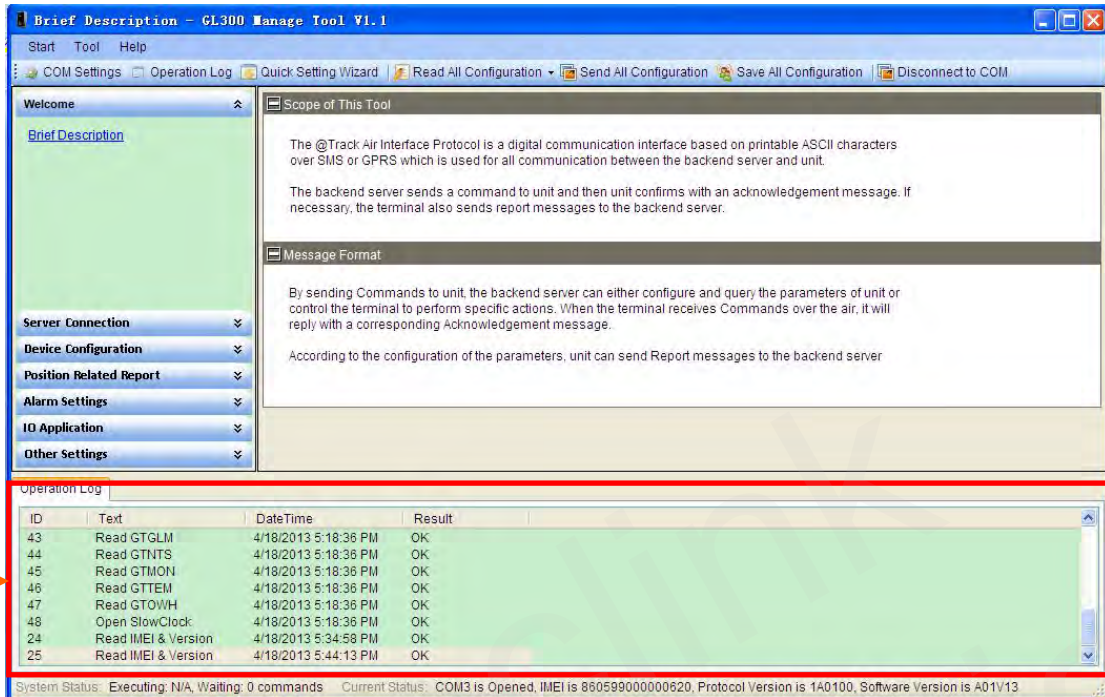 Brief Description - GL300 Manage Tool V1.1
Start Tool Help
COM Settings Operation Log Quick Setting Wizard Read All Configuration Send All Configuration Save All Configuration Disconnect to COM
Welcome
Brief Description
Server Connection
Device Configuration
Position Related Report
Alarm Settings
IO Application
Other Settings
Scope of This Tool
The @Track Air Interface Protocol is a digital communication interface based on printable ASCII characters
over SMS or GPRS which is used for all communication between the backend server and unit.
The backend server sends a command to unit and then unit confirms with an acknowledgement message. If
necessary, the terminal also sends report messages to the backend server.
Message Format
By sending Commands to unit, the backend server can either configure and query the parameters of unit or
control the terminal to perform specific actions. When the terminal receives Commands over the air, it will
reply with a corresponding Acknowledgement message.
According to the configuration of the parameters, unit can send Report messages to the backend server
Operation Log
ID Text DateTime Result
43 Read GTGLM 4/18/2013 5:18:36 PM OK
44 Read GTNTS 4/18/2013 5:18:36 PM OK
45 Read GTMON 4/18/2013 5:18:36 PM OK
46 Read GTTEM 4/18/2013 5:18:36 PM OK
47 Read GTOWH 4/18/2013 5:18:36 PM OK
48 Open SlowClock 4/18/2013 5:18:36 PM OK
24 Read IMEI & Version 4/18/2013 5:34:58 PM OK
25 Read IMEI & Version 4/18/2013 5:44:13 PM OK
System Status: Executing: N/A, Waiting: 0 commands Current Status: COM3 is Opened, IMEI is 860599000000620, Protocol Version is 1A0100, Software Version is A01V13